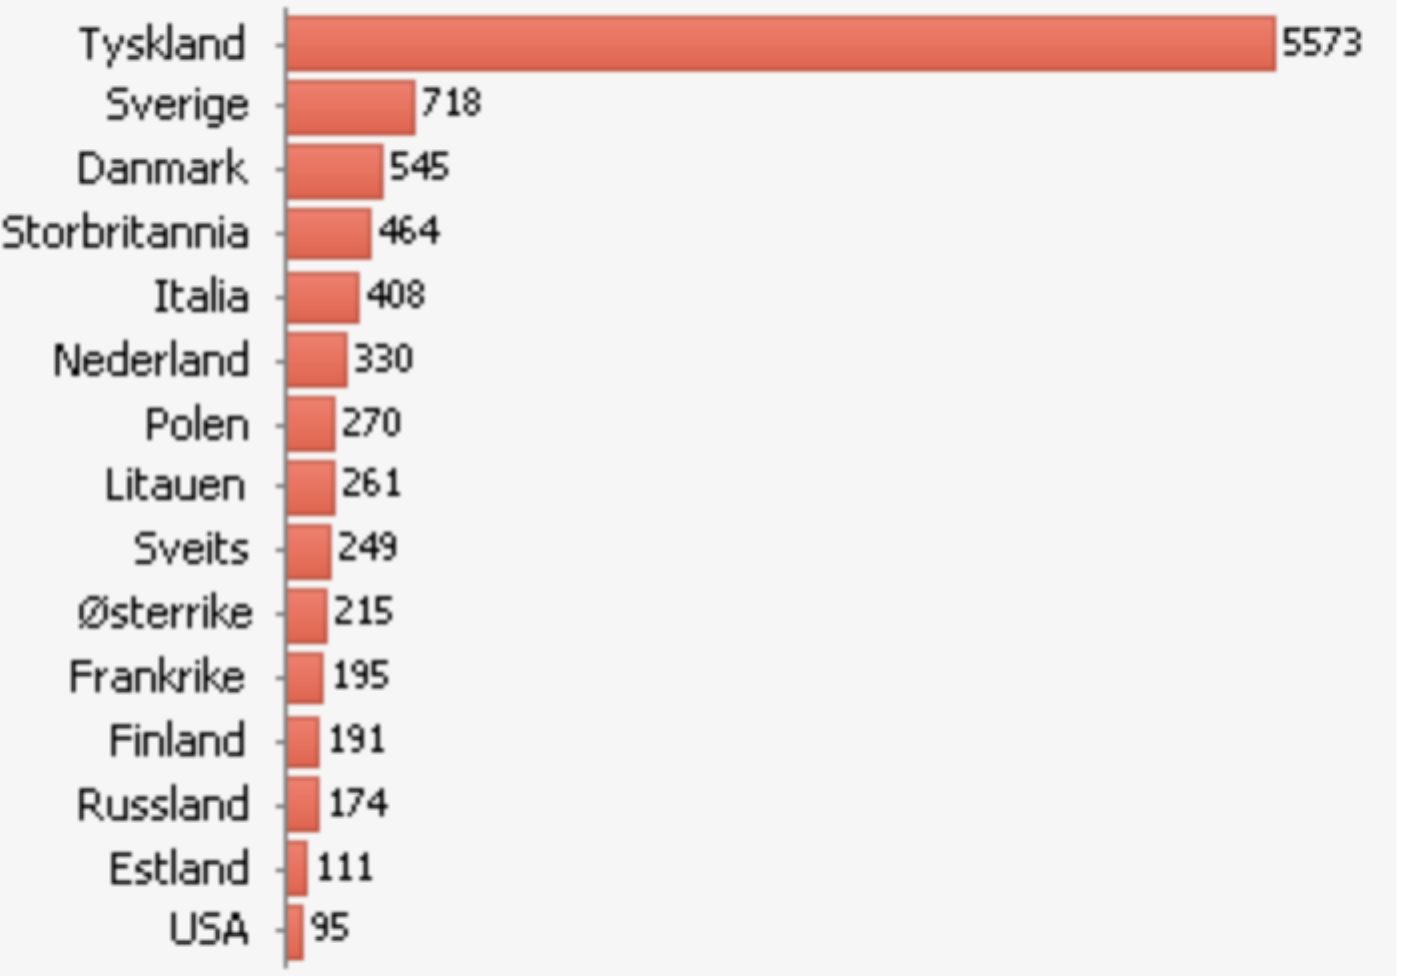 Tyskland 5573
Sverige 718
Danmark 545
Storbritannia 464
Italia 408
Nederland 330
Polen 270
Litauen 261
Sveits 249
Østerrike 215
Frankrike 195
Finland 191
Russland 174
Estland 111
USA 95